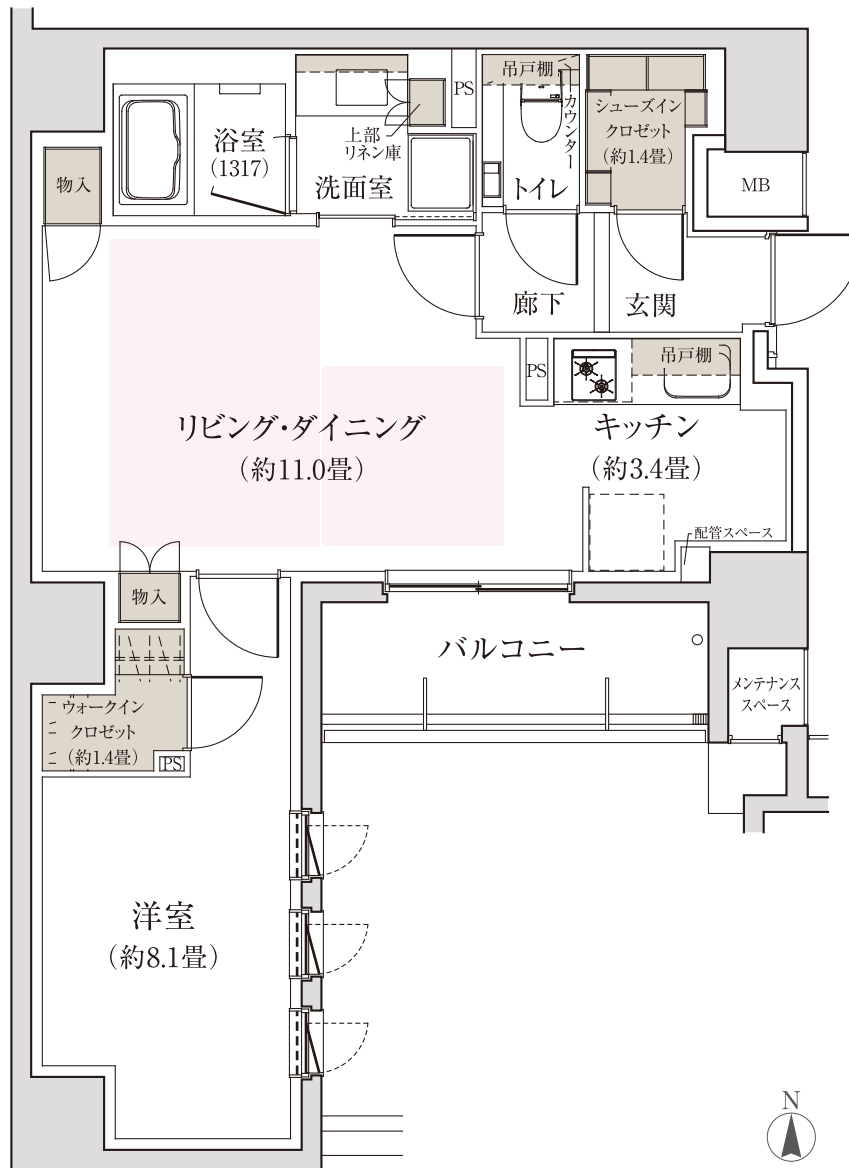 吊戸棚
PS
カウンター
シューズイン
クロゼット
(約1.4畳)
浴室
(1317)
上部
リネン庫
洗面室
トイレ
MB
物入
廊下
玄関
PS
吊戸棚
リビング・ダイニング
(約11.0畳)
キッチン
(約3.4畳)
配管スペース
物入
バルコニー
メンテナンス
スペース
ウォークイン
クロゼット
(約1.4畳)
PS
洋室
(約8.1畳)
N